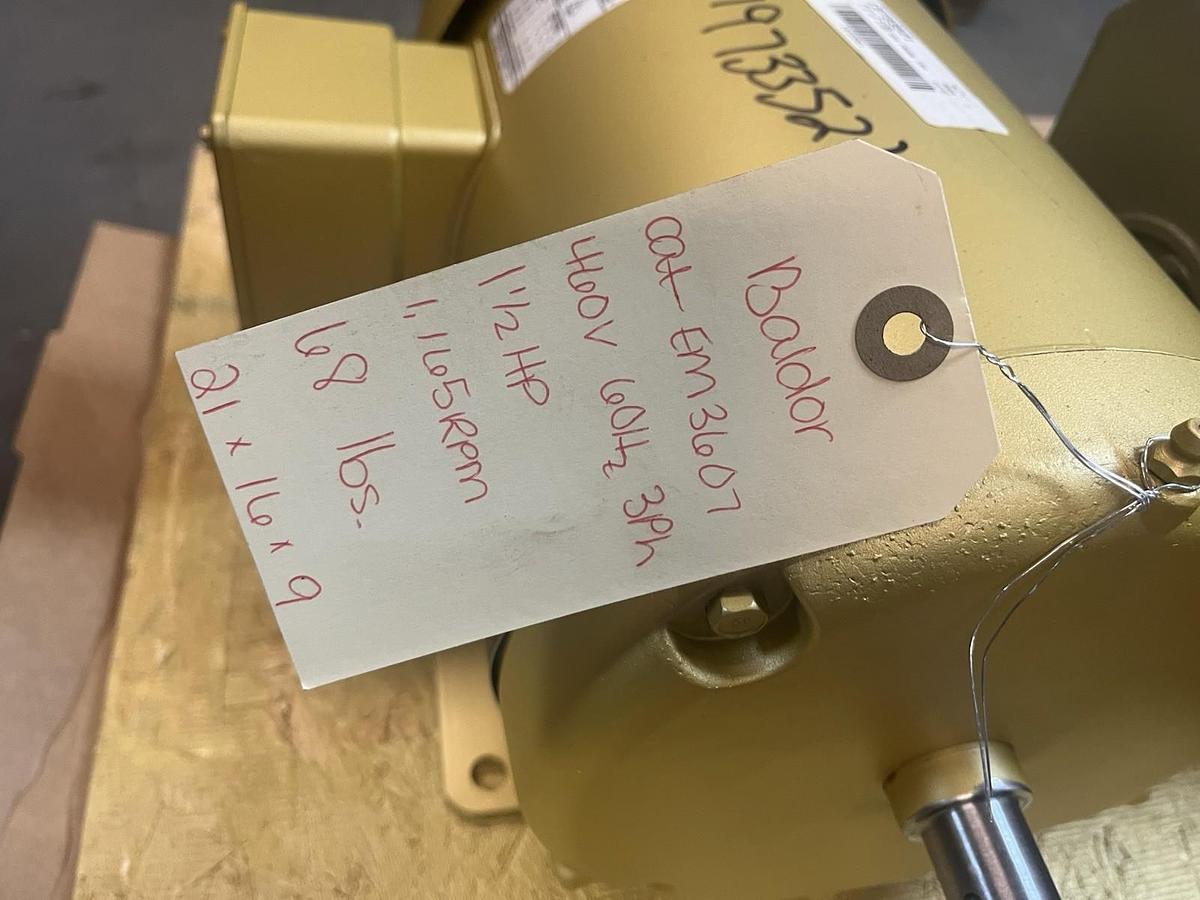 Baldor
cat- EM3607
460V 60Hz 3Ph
1 1/2 HP
1,165RPM
68 lbs.
21 x 16 x 9